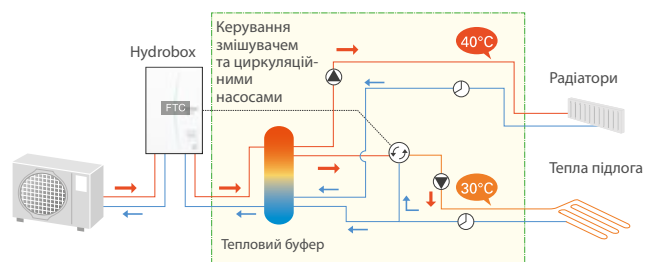 Керування
змішувачем
та циркуляцій-
ними
насосами
Hydrobox
40°C
Радіатори
FTC
Тепла підлога
30°C
Тепловий буфер